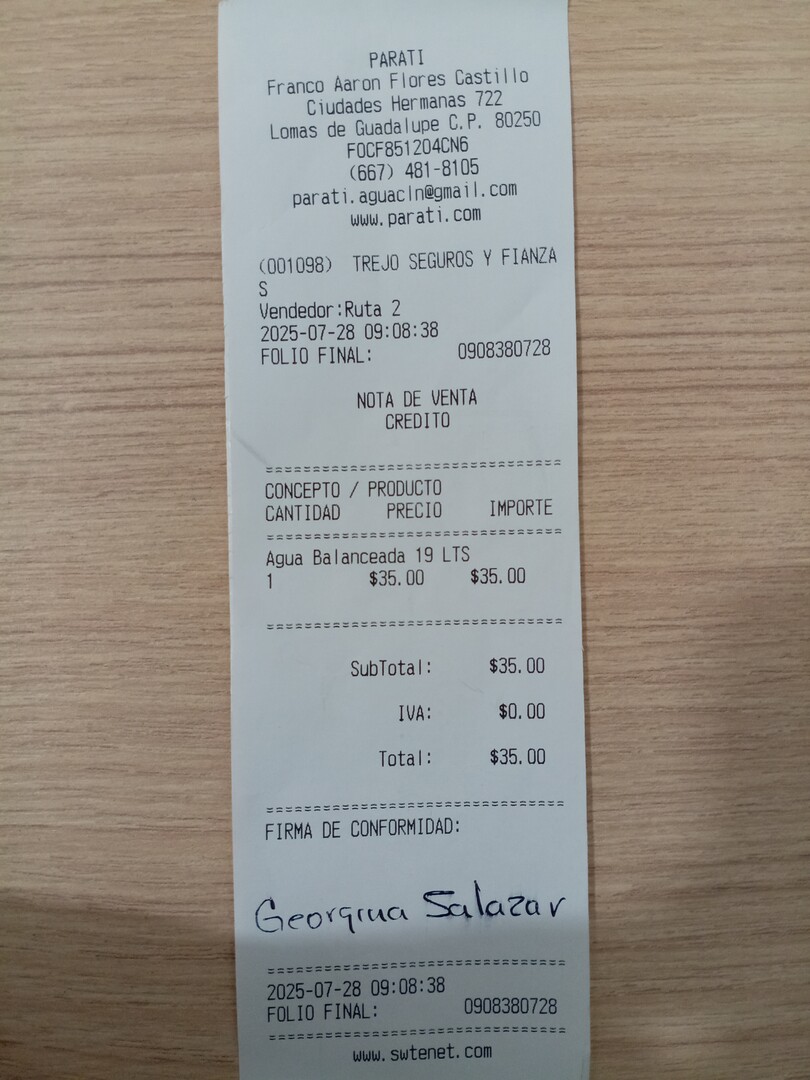 PARATI
Franco Aaron Flores Castillo
Ciudades Hermanas 722
Lomas de Guadalupe C.P. 80250
FOCF851204CN6
(667) 481-8105
parati.aguacln@gmail.com
www.parati.com
(001098) TREJO SEGUROS Y FIANZA
S
Vendedor:Ruta 2
2025-07-28 09:08:38
FOLIO FINAL: 0908380728
NOTA DE VENTA
CREDITO
================================
CONCEPTO / PRODUCTO
CANTIDAD PRECIO IMPORTE
================================
Agua Balanceada 19 LTS
1 $35.00 $35.00
================================
SubTotal: $35.00
IVA: $0.00
Total: $35.00
================================
FIRMA DE CONFORMIDAD:
Georgina Salazar
================================
2025-07-28 09:08:38
FOLIO FINAL: 0908380728
================================
www.swtenet.com